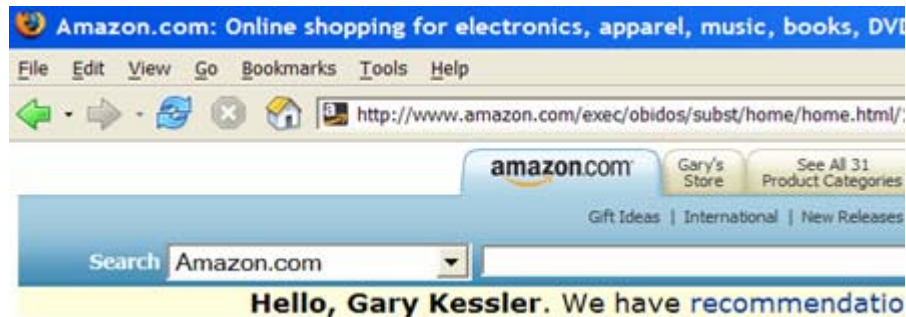 Amazon.com: Online shopping for electronics, apparel, music, books, DVD
File Edit View Go Bookmarks Tools Help
http://www.amazon.com/exec/obidos/subst/home/home.html/
amazon.com Gary's Store See All 31 Product Categories
Gift Ideas | International | New Releases
Search Amazon.com
Hello, Gary Kessler. We have recommendatio